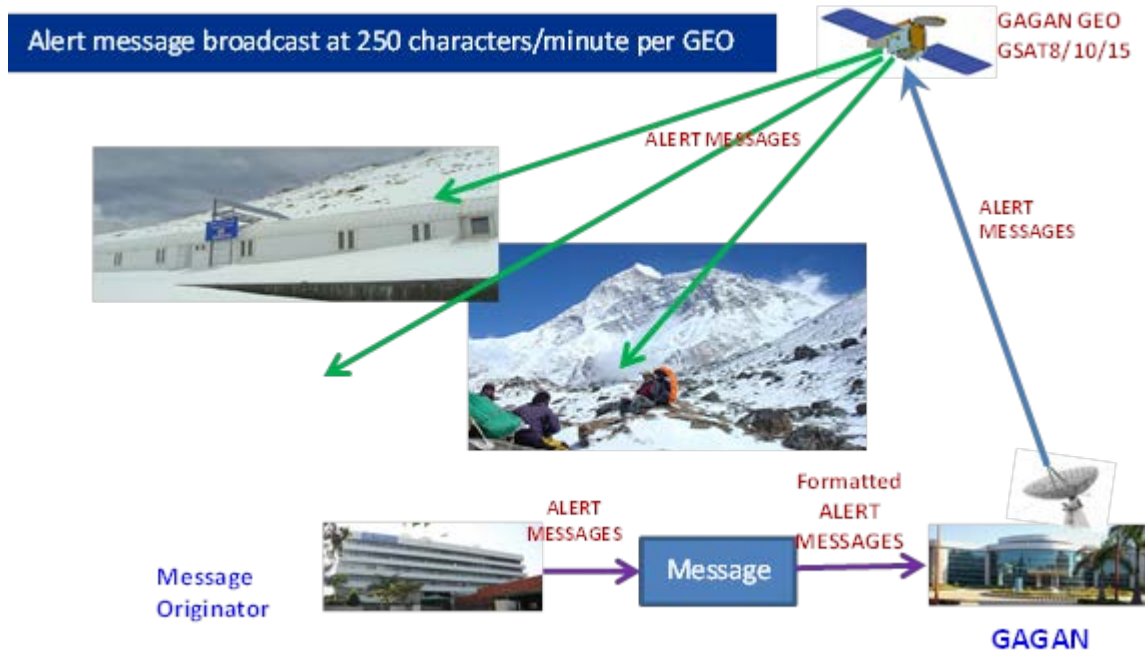 Alert message broadcast at 250 characters/minute per GEO
GAGAN GEO
GSAT8/ 10/15
ALERT MESSAGES
ALERT
MESSAGES
Formatted
ALERT
MESSAGES
ALERT
MESSAGES
Message
Message
Originator
GAGAN